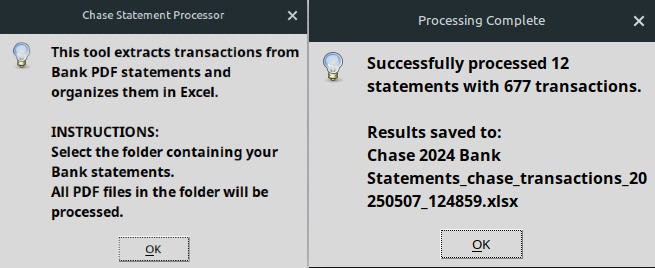 Chase Statement Processor
This tool extracts transactions from
Bank PDF statements and
organizes them in Excel.
INSTRUCTIONS:
Select the folder containing your
Bank statements.
All PDF files in the folder will be
processed.
OK
Processing Complete
Successfully processed 12
statements with 677 transactions.
Results saved to:
Chase 2024 Bank
Statements_chase_transactions_20
250507_124859.xlsx
OK